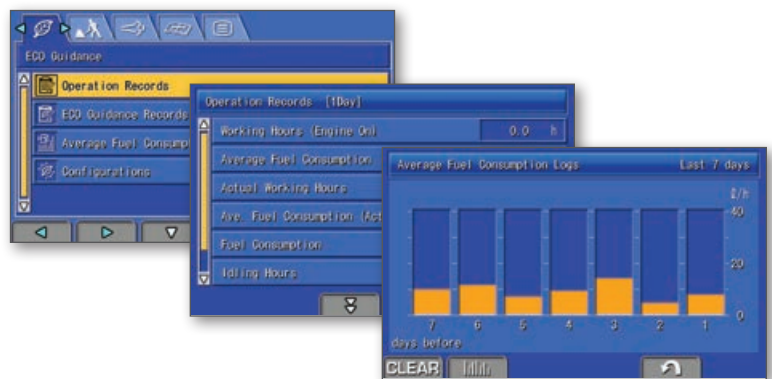 ECO Guidance
Operation Records
ECO Guidance Records
Average Fuel Consump
Configurations
Operation Records [1Day]
Working Hours (Engine On) 0.0 h
Average Fuel Consumption
Actual Working Hours
Ave. Fuel Consumption (Act
Fuel Consumption
Idling Hours
Average Fuel Consumption Logs Last 7 days
ℓ/h
40
20
0
7 6 5 4 3 2 1
days before
CLEAR